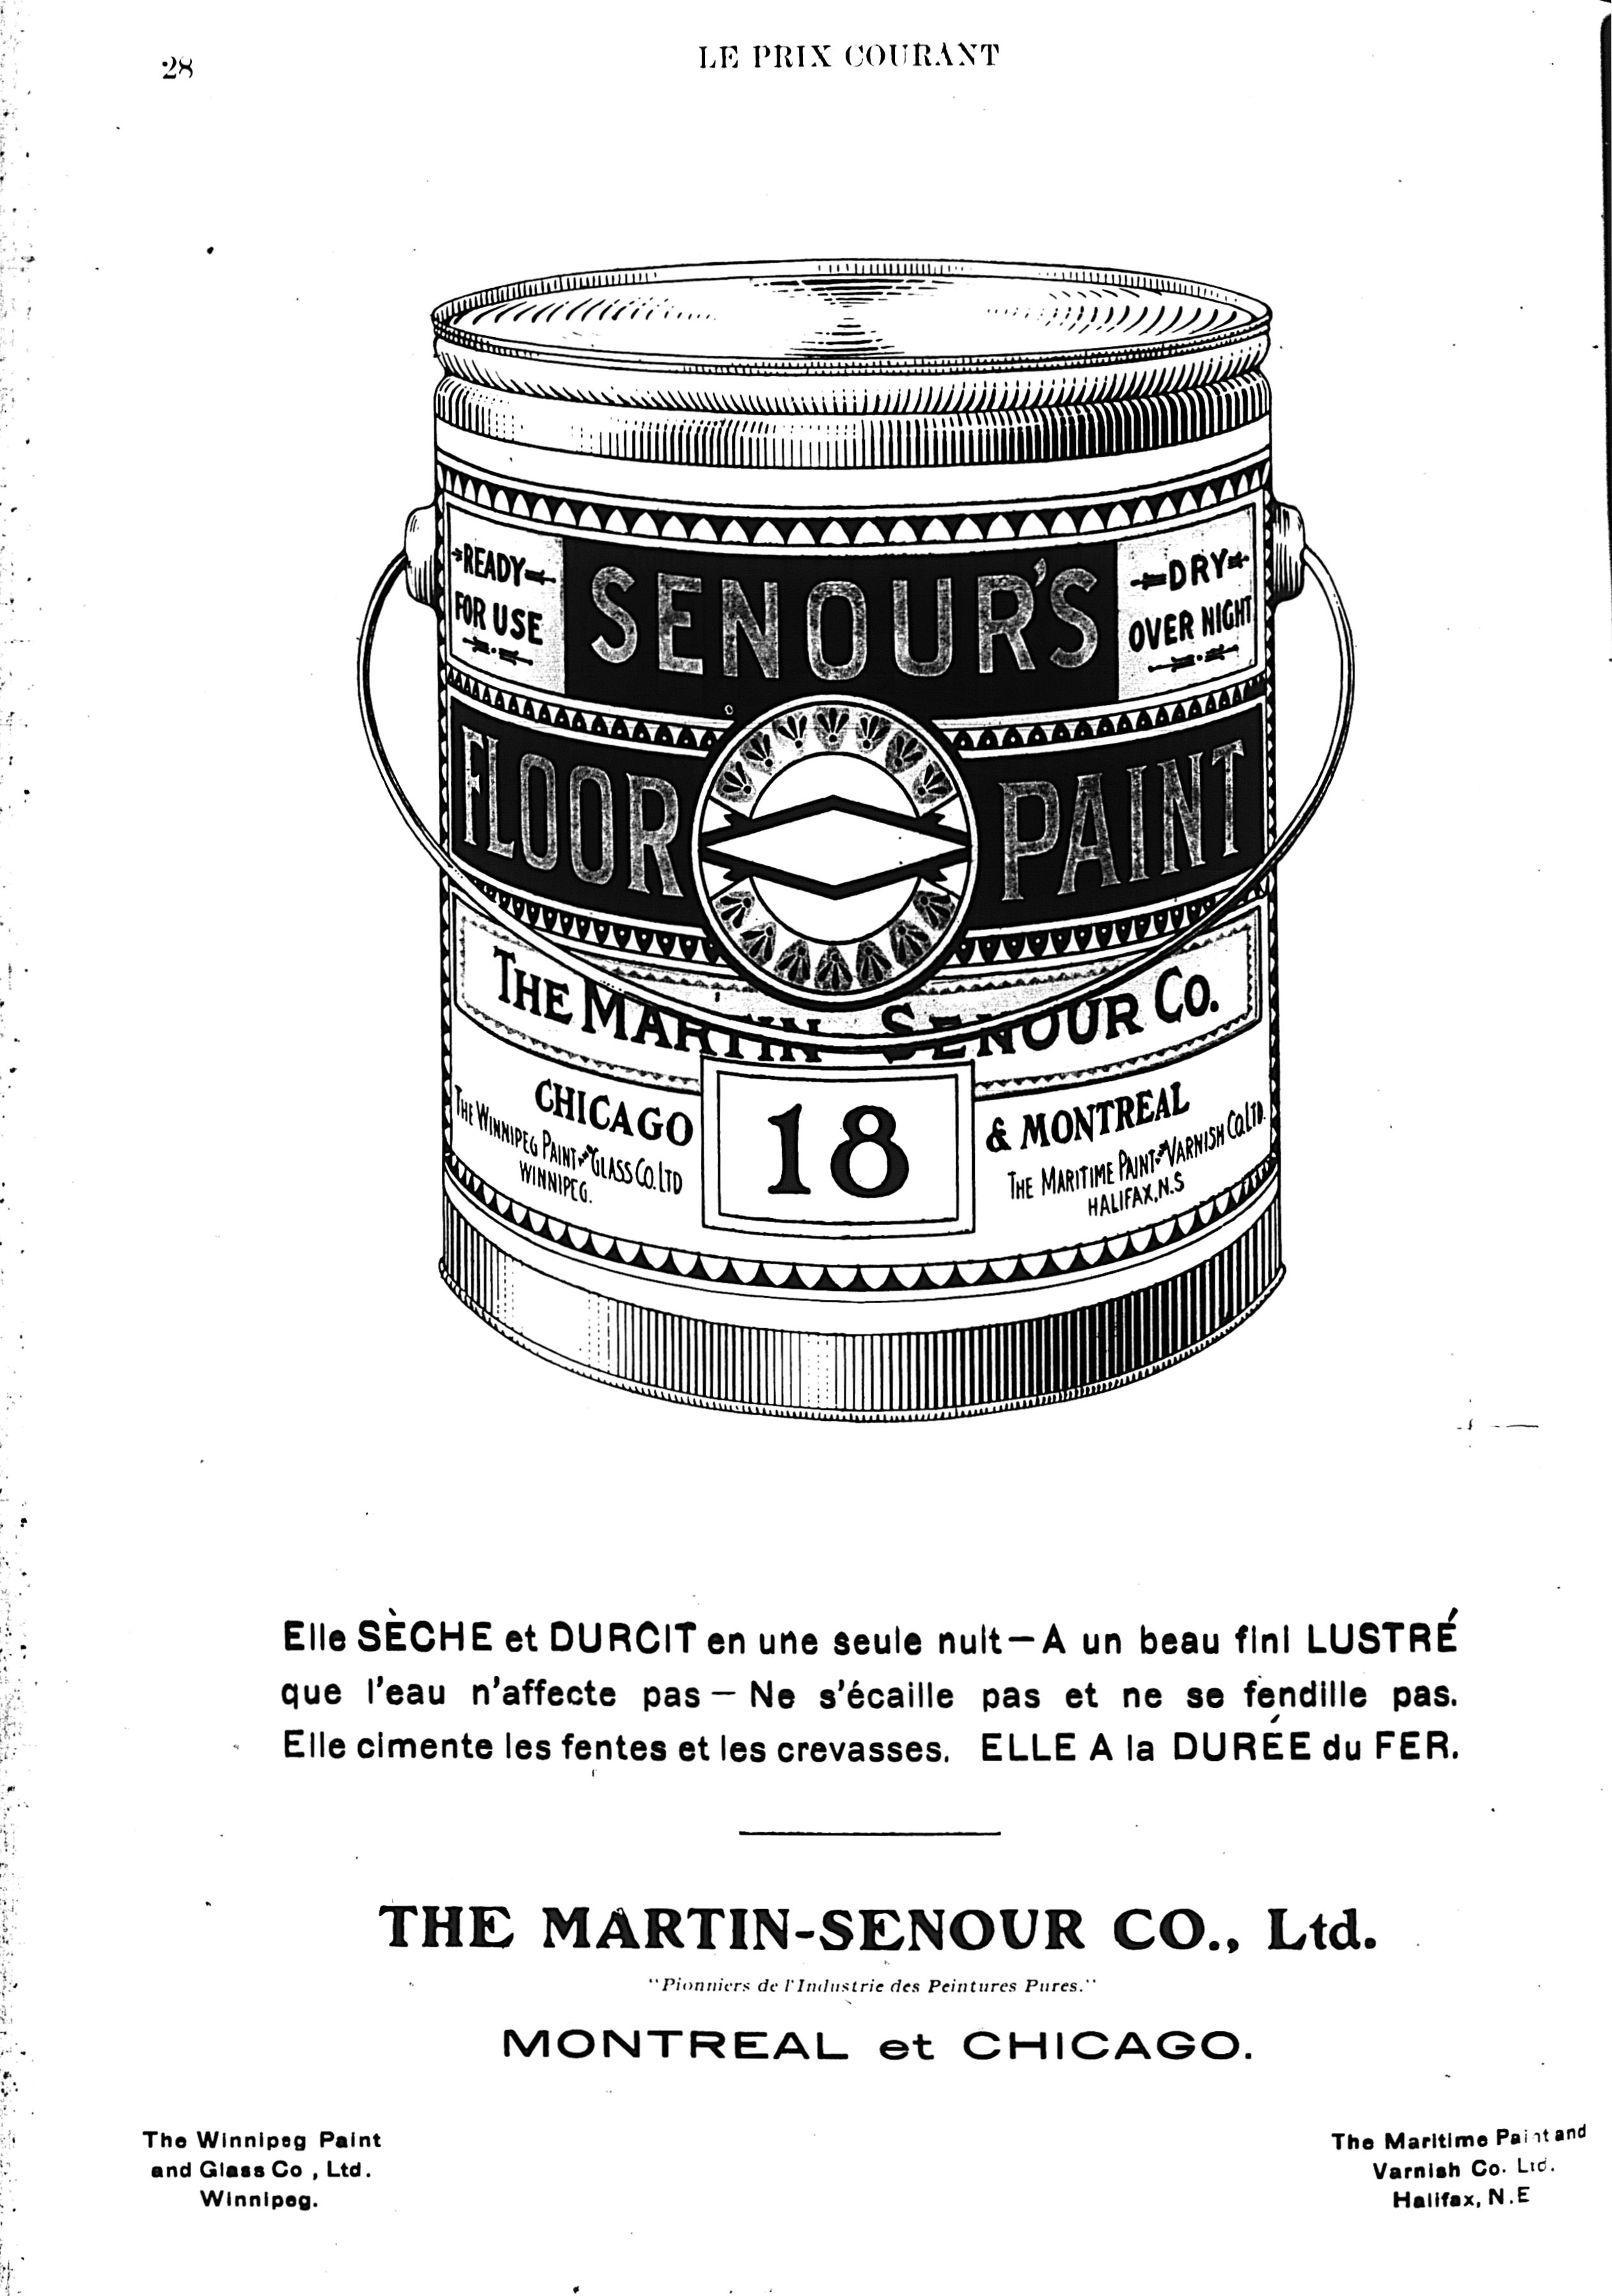 28
LE PRIX COURANT
READY
FOR USE
SENOUR'S
DRY
OVER NIGHT
FLOOR PAINT
THE MARTIN SENOUR CO.
CHICAGO
& MONTREAL
THE WINNIPEG PAINT AND GLASS CO. LTD
WINNIPEG.
18
THE MARITIME PAINT AND VARNISH CO. LTD.
HALIFAX, N.S
Elle SÈCHE et DURCIT en une seule nuit—A un beau fini LUSTRÉ
que l'eau n'affecte pas — Ne s'écaille pas et ne se fendille pas.
Elle cimente les fentes et les crevasses. ELLE A la DURÉE du FER.
THE MARTIN-SENOUR CO., Ltd.
"Pionniers de l'Industrie des Peintures Pures."
MONTREAL et CHICAGO.
The Winnipeg Paint
and Glass Co , Ltd.
Winnipeg.
The Maritime Paint and
Varnish Co. Ltd.
Halifax, N.E